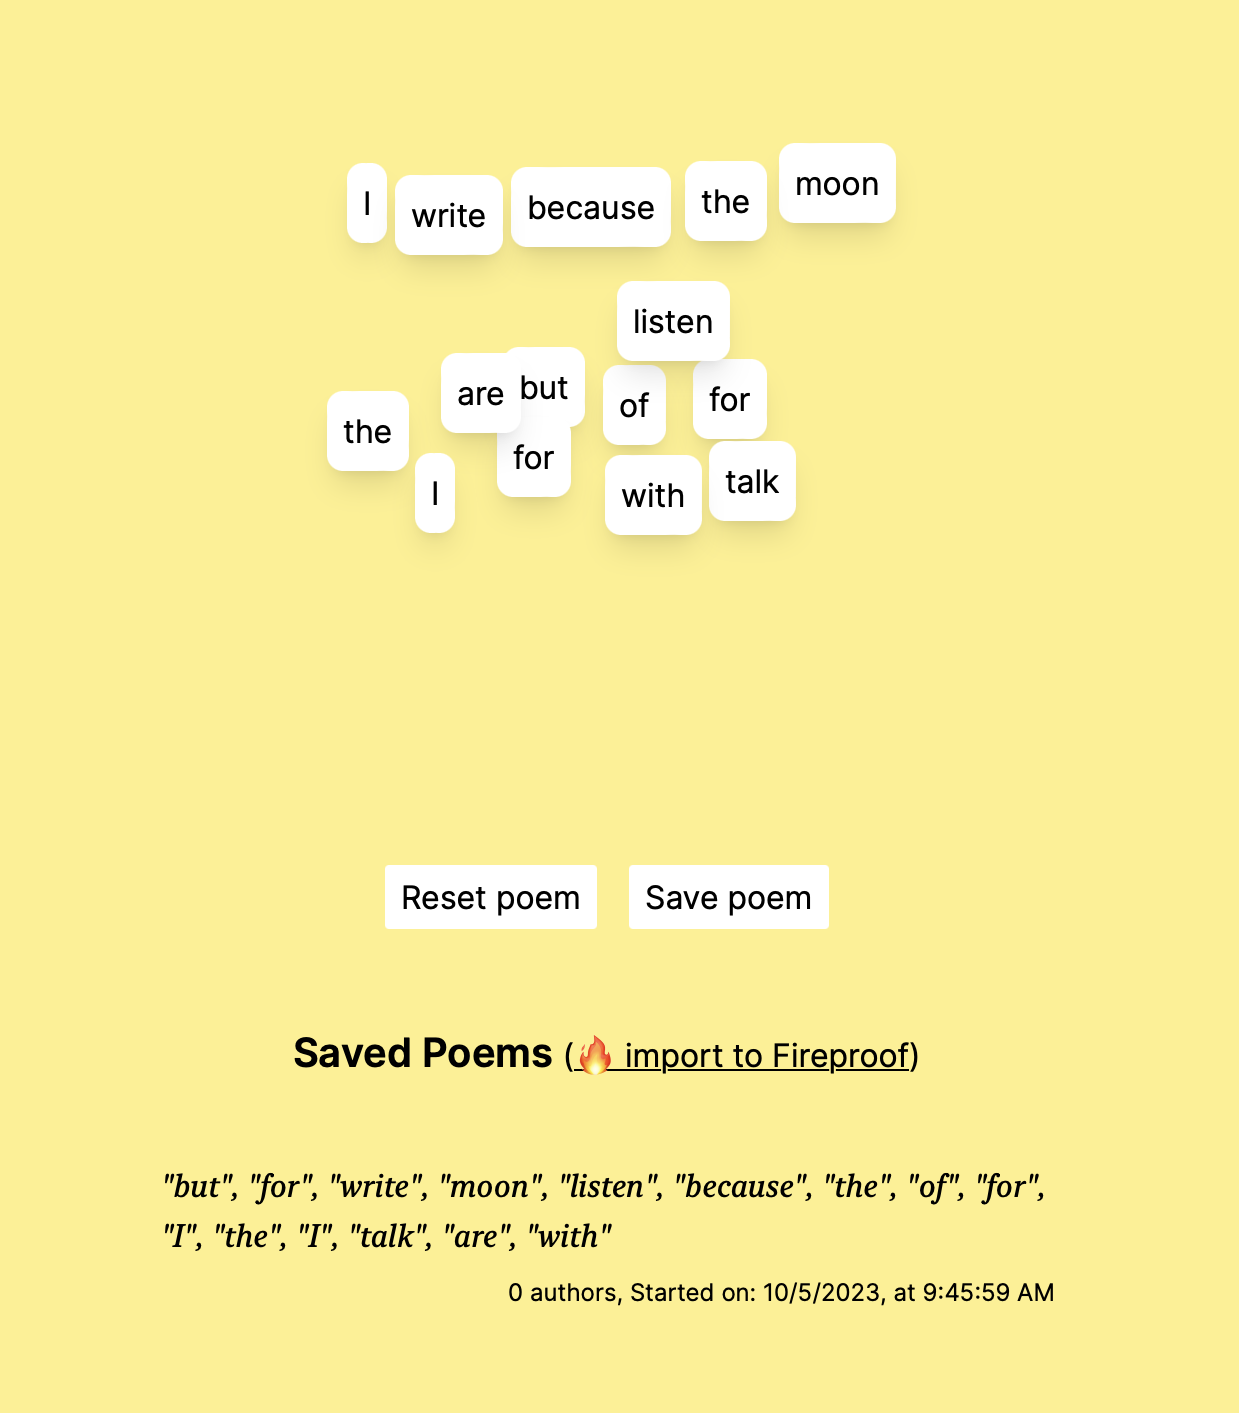 I write because the moon
listen
are but of for
the
for
I with talk
Reset poem Save poem
Saved Poems (🔥 import to Fireproof)
"but", "for", "write", "moon", "listen", "because", "the", "of", "for",
"I", "the", "I", "talk", "are", "with"
0 authors, Started on: 10/5/2023, at 9:45:59 AM